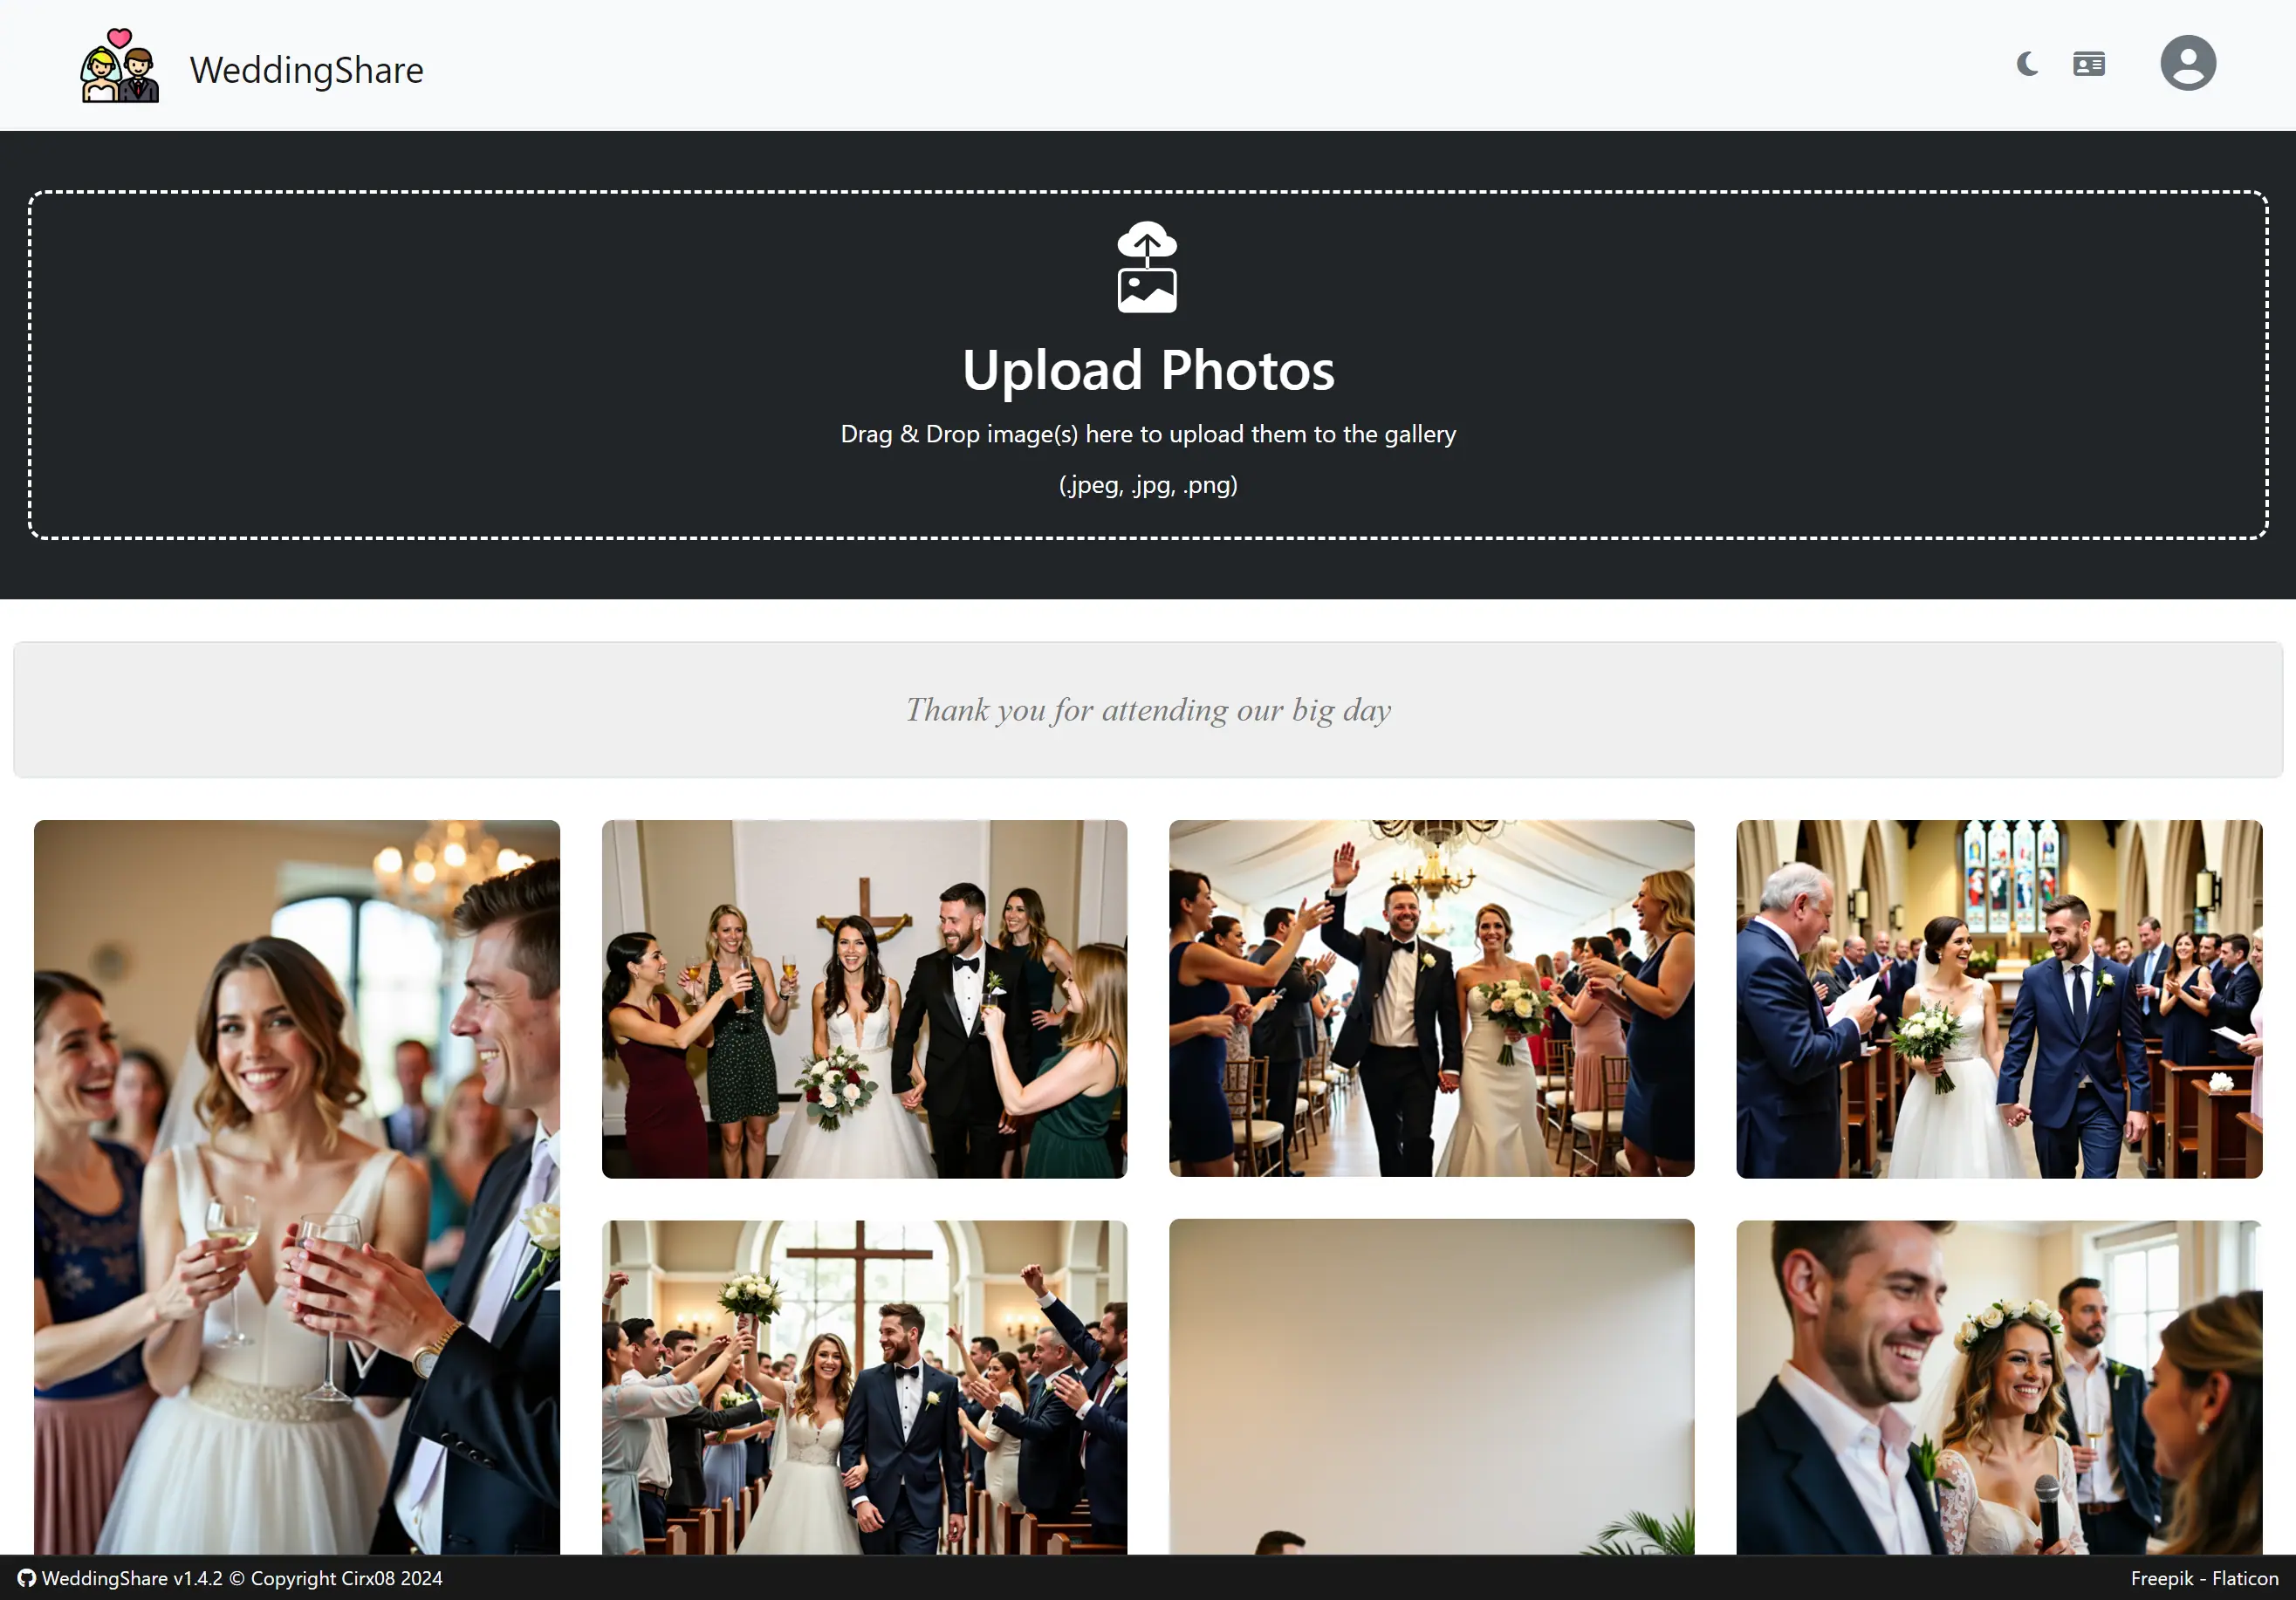 WeddingShare
Upload Photos
Drag & Drop image(s) here to upload them to the gallery
(.jpeg, .jpg, .png)
Thank you for attending our big day
WeddingShare v1.4.2 © Copyright Cirx08 2024
Freepik - Flaticon